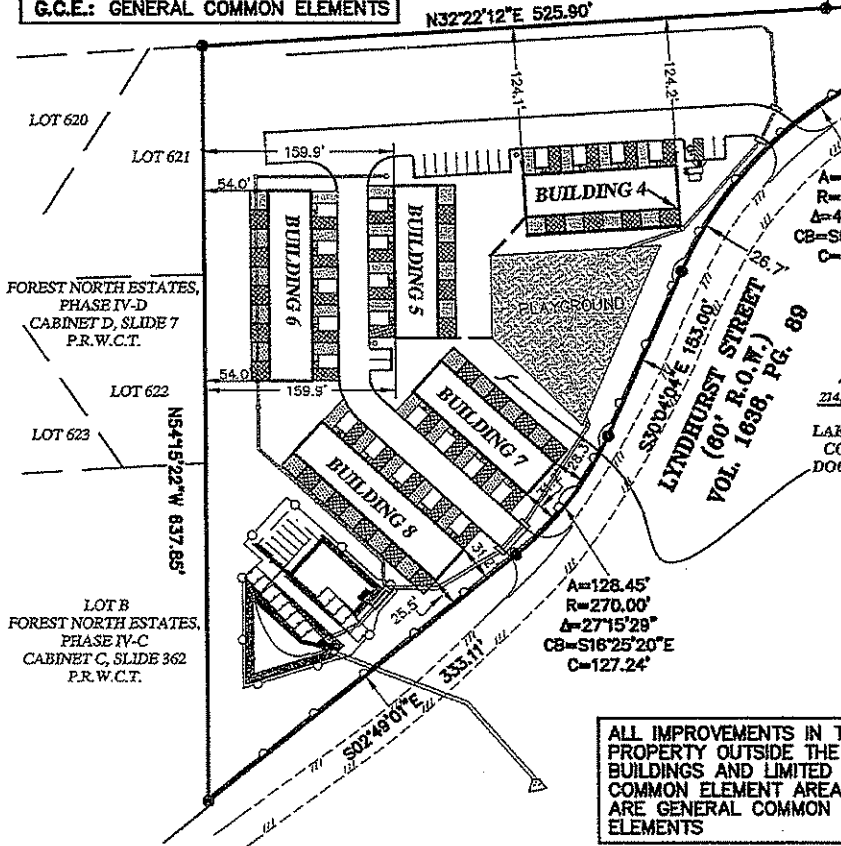 G.C.E.: GENERAL COMMON ELEMENTS
N32°22'12"E 525.90'
124.1'
124.2'
LOT 620
LOT 621
159.9'
54.0'
BUILDING 4
BUILDING 6
BUILDING 5
26.7'
FOREST NORTH ESTATES,
PHASE IV-D
CABINET D, SLIDE 7
P.R.W.C.T.
PLAYGROUND
LYNDHURST STREET
(60' R.O.W.)
VOL. 1638, PG. 89
S30°04'04"E 153.00'
54.0
159.9'
LOT 622
LOT 623
N54°15'22"W 637.85'
BUILDING 7
BUILDING 8
28.3'
25.5'
A=128.45'
R=270.00'
Δ=27°15'29"
CB=S16°25'20"E
C=127.24'
LOT B
FOREST NORTH ESTATES,
PHASE IV-C
CABINET C, SLIDE 362
P.R.W.C.T.
S02°49'01"E 333.11'
ALL IMPROVEMENTS IN T
PROPERTY OUTSIDE THE
BUILDINGS AND LIMITED
COMMON ELEMENT AREA
ARE GENERAL COMMON
ELEMENTS